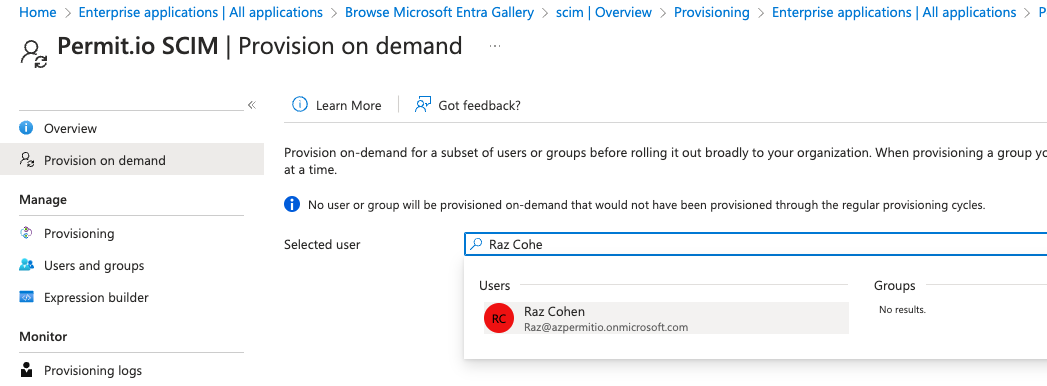 Home > Enterprise applications | All applications > Browse Microsoft Entra Gallery > scim | Overview > Provisioning > Enterprise applications | All applications > P
Permit.io SCIM | Provision on demand ...
«
Overview
Provision on demand
Manage
Provisioning
Users and groups
Expression builder
Monitor
Provisioning logs
Learn More | Got feedback?
Provision on-demand for a subset of users or groups before rolling it out broadly to your organization. When provisioning a group yo
at a time.
No user or group will be provisioned on-demand that would not have been provisioned through the regular provisioning cycles.
Selected user
Raz Cohe
Users
RC
Raz Cohen
Raz@azpermitio.onmicrosoft.com
Groups
No results.